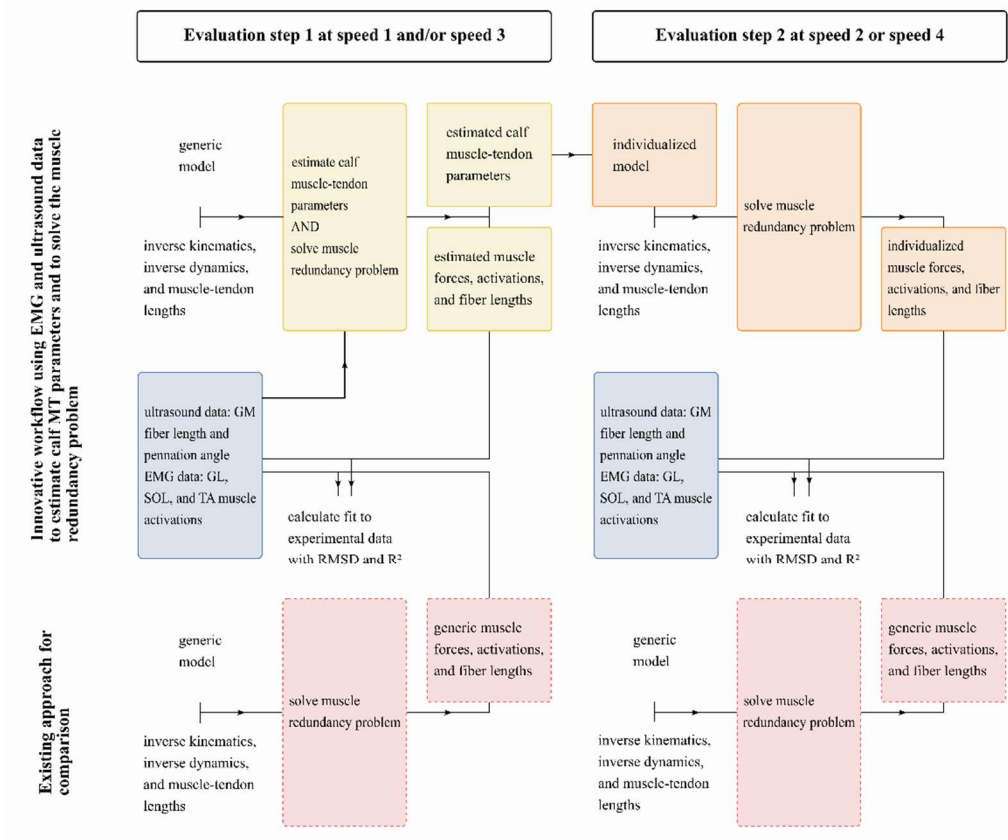 Evaluation step 1 at speed 1 and/or speed 3
Evaluation step 2 at speed 2 or speed 4
Innovative workflow using EMG and ultrasound data
to estimate calf MT parameters and to solve the muscle
redundancy problem
generic
model
inverse kinematics,
inverse dynamics,
and muscle-tendon
lengths
estimate calf
muscle-tendon
parameters
AND
solve muscle
redundancy problem
estimated calf
muscle-tendon
parameters
estimated muscle
forces, activations,
and fiber lengths
individualized
model
inverse kinematics,
inverse dynamics,
and muscle-tendon
lengths
solve muscle
redundancy problem
individualized
muscle forces,
activations, and fiber
lengths
ultrasound data: GM
fiber length and
pennation angle
EMG data: GL,
SOL, and TA muscle
activations
calculate fit to
experimental data
with RMSD and R²
ultrasound data: GM
fiber length and
pennation angle
EMG data: GL,
SOL, and TA muscle
activations
calculate fit to
experimental data
with RMSD and R²
Existing approach for
comparison
generic
model
inverse kinematics,
inverse dynamics,
and muscle-tendon
lengths
solve muscle
redundancy problem
generic muscle
forces, activations,
and fiber lengths
generic
model
inverse kinematics,
inverse dynamics,
and muscle-tendon
lengths
solve muscle
redundancy problem
generic muscle
forces, activations,
and fiber lengths